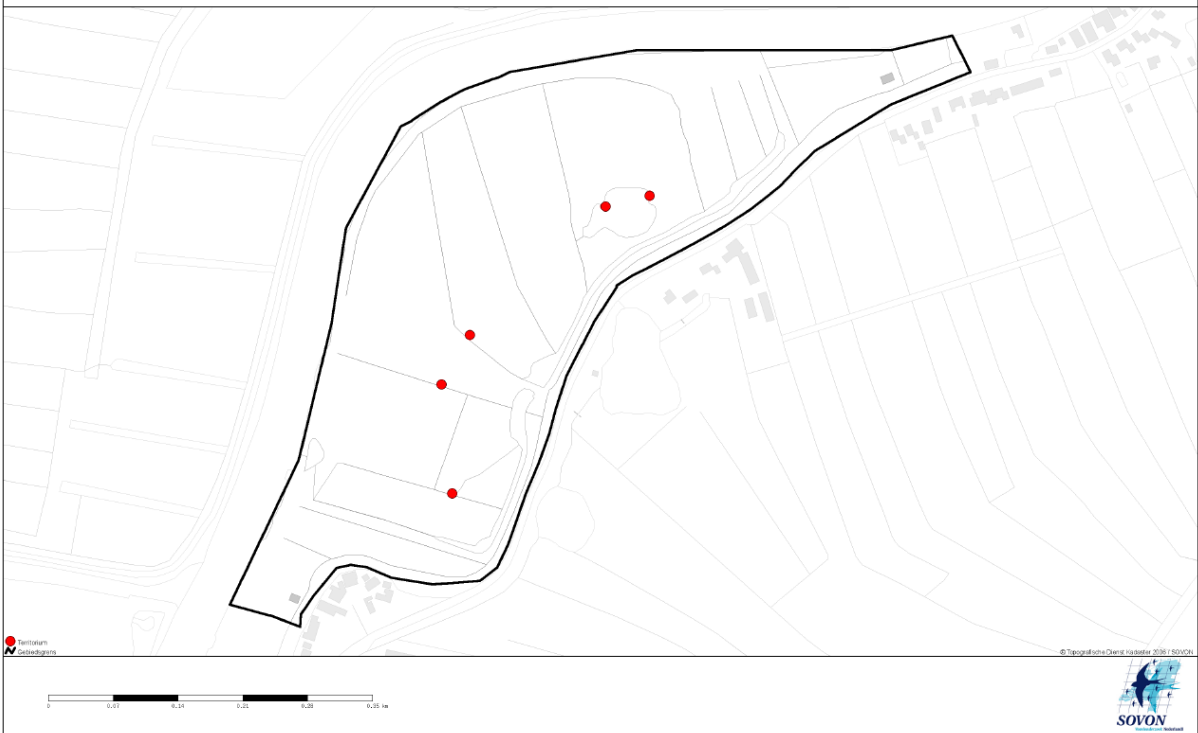 Territorium
Gebiedsgrens
© Topografische Dienst Kadaster 2006 / SOVON
0 0.07 0.14 0.21 0.28 0.35 km
SOVON